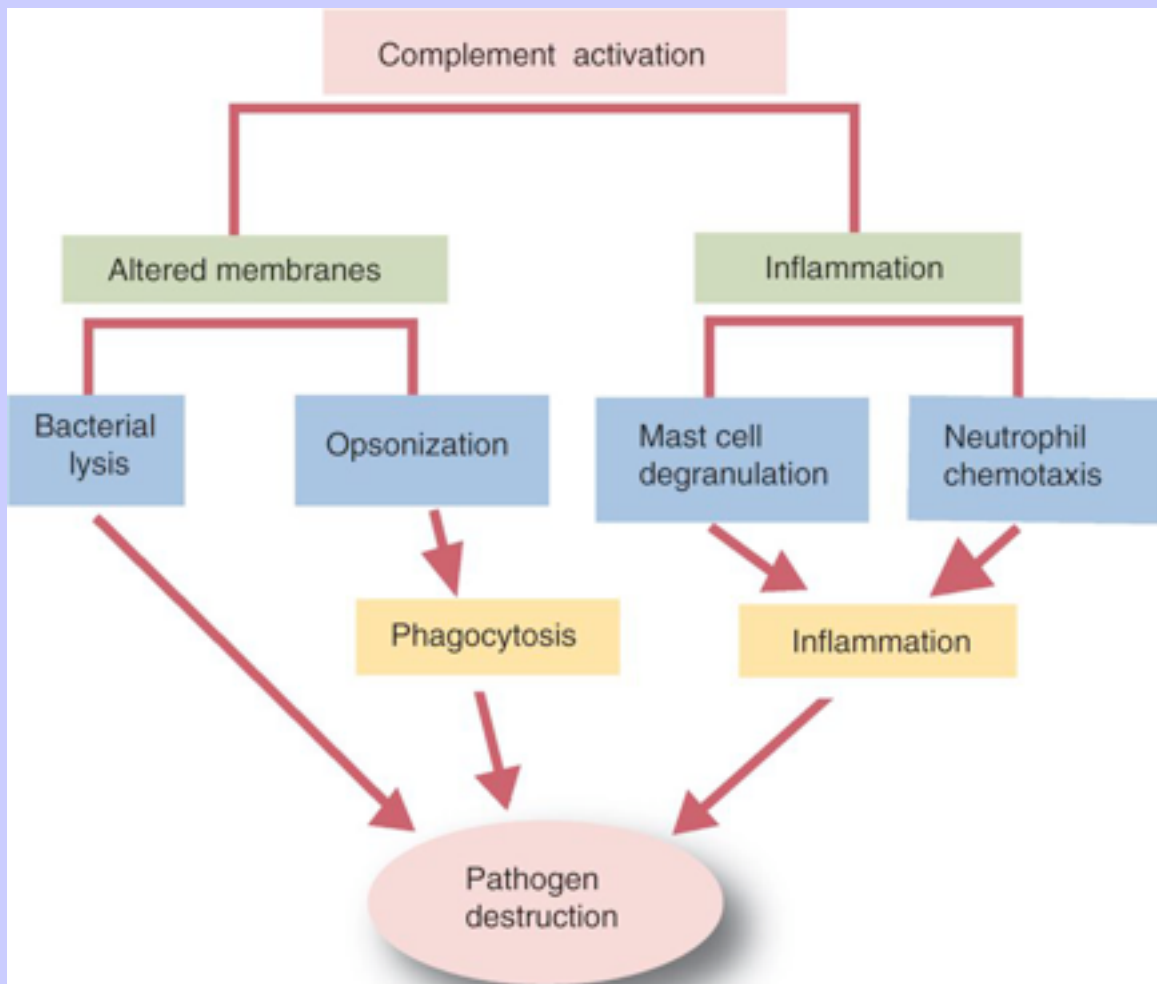 Complement activation
Altered membranes
Inflammation
Bacterial
lysis
Opsonization
Mast cell
degranulation
Neutrophil
chemotaxis
Phagocytosis
Inflammation
Pathogen
destruction